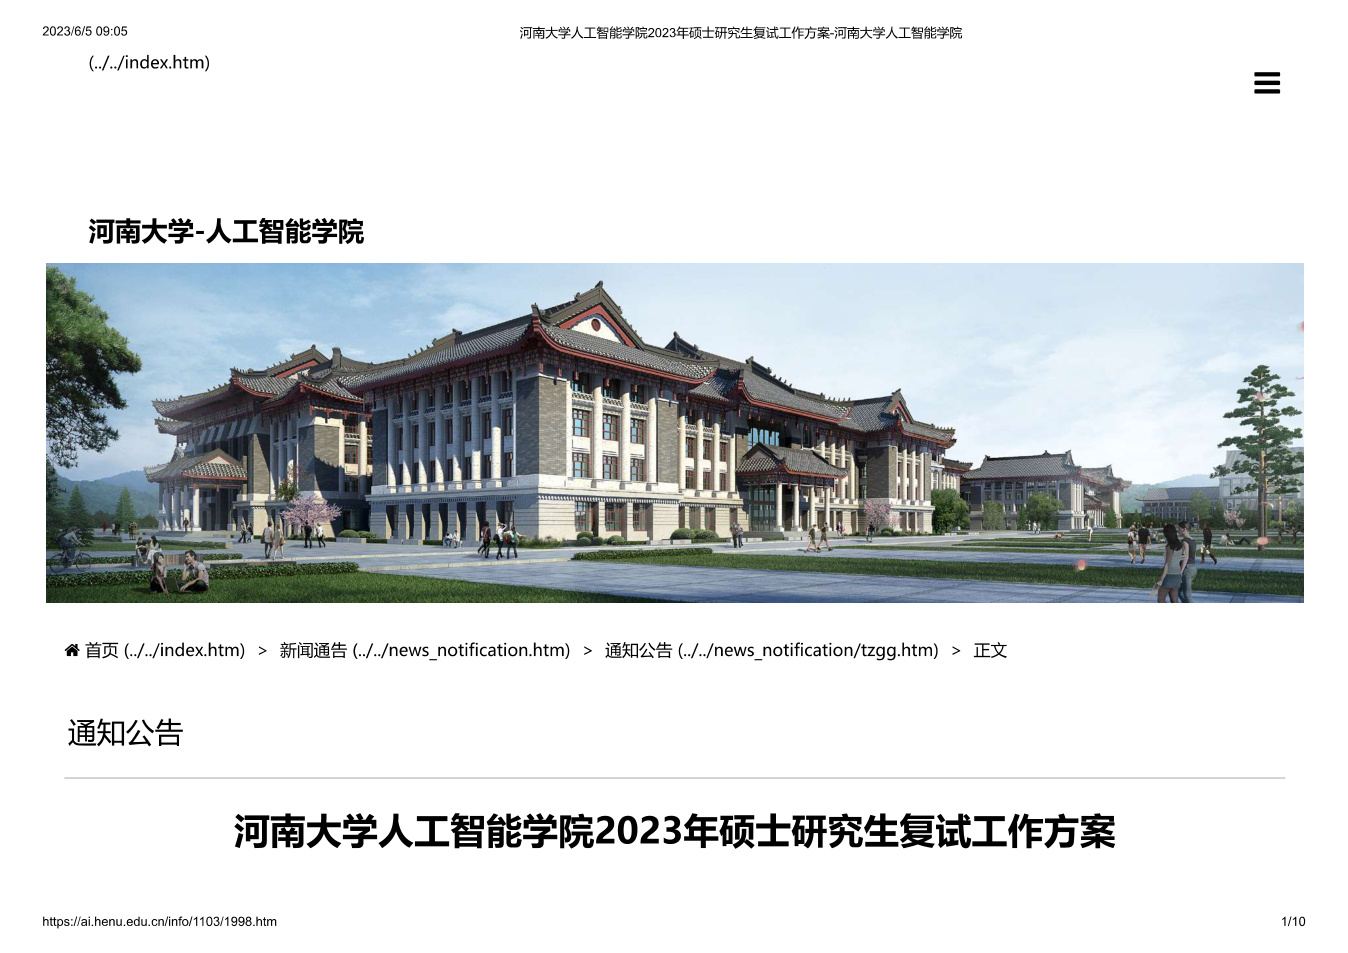 2023/6/5 09:05
河南大学人工智能学院2023年硕士研究生复试工作方案-河南大学人工智能学院
(../../index.htm)
河南大学-人工智能学院
首页 (../../index.htm) > 新闻通告 (../../news_notification.htm) > 通知公告 (../../news_notification/tzgg.htm) > 正文
通知公告
河南大学人工智能学院2023年硕士研究生复试工作方案
https://ai.henu.edu.cn/info/1103/1998.htm
1/10